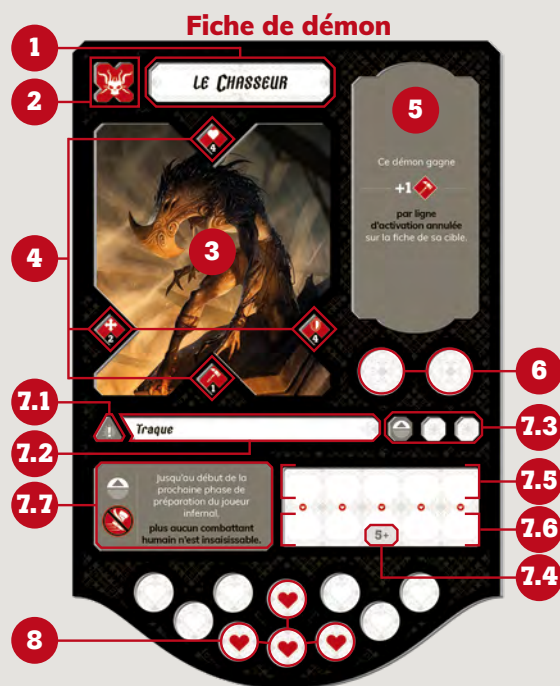 Fiche de démon
1
2
LE CHASSEUR
5
4
Ce démon gagne
+1
par ligne
d'activation annulée
sur la fiche de sa cible.
3
4
2
4
1
6
7.1
!
Traque
7.3
7.2
7.7
Jusqu'au début de la
prochaine phase de
préparation du joueur
infernal,
plus aucun combattant
humain n'est insaisissable.
7.5
7.6
5+
7.4
8